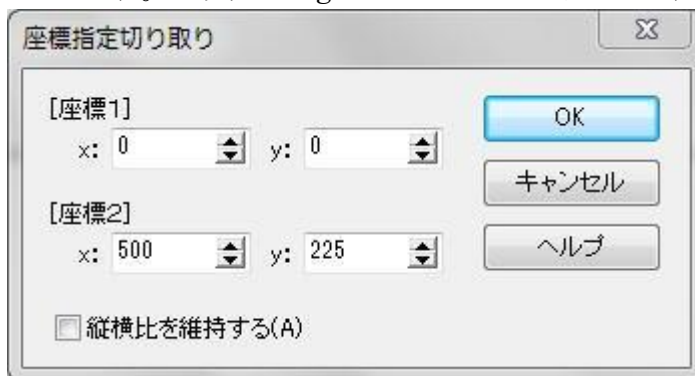 座標指定切り取り
[座標1]
x: 0 y: 0
[座標2]
x: 500 y: 225
縦横比を維持する(A)
OK
キャンセル
ヘルプ